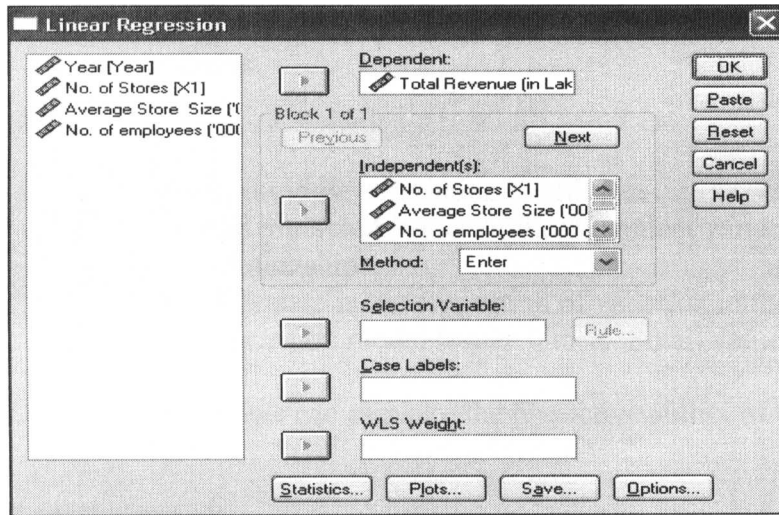 Linear Regression
Year [Year]
No. of Stores [X1]
Average Store Size ('0
No. of employees ('000
Dependent:
Total Revenue (in Lak
Block 1 of 1
Previous
Next
Independent(s):
No. of Stores [X1]
Average Store Size ('00
No. of employees ('000 c
Method:
Enter
Selection Variable:
Rule...
Case Labels:
WLS Weight:
Statistics...
Plots...
Save...
Options...
OK
Paste
Reset
Cancel
Help